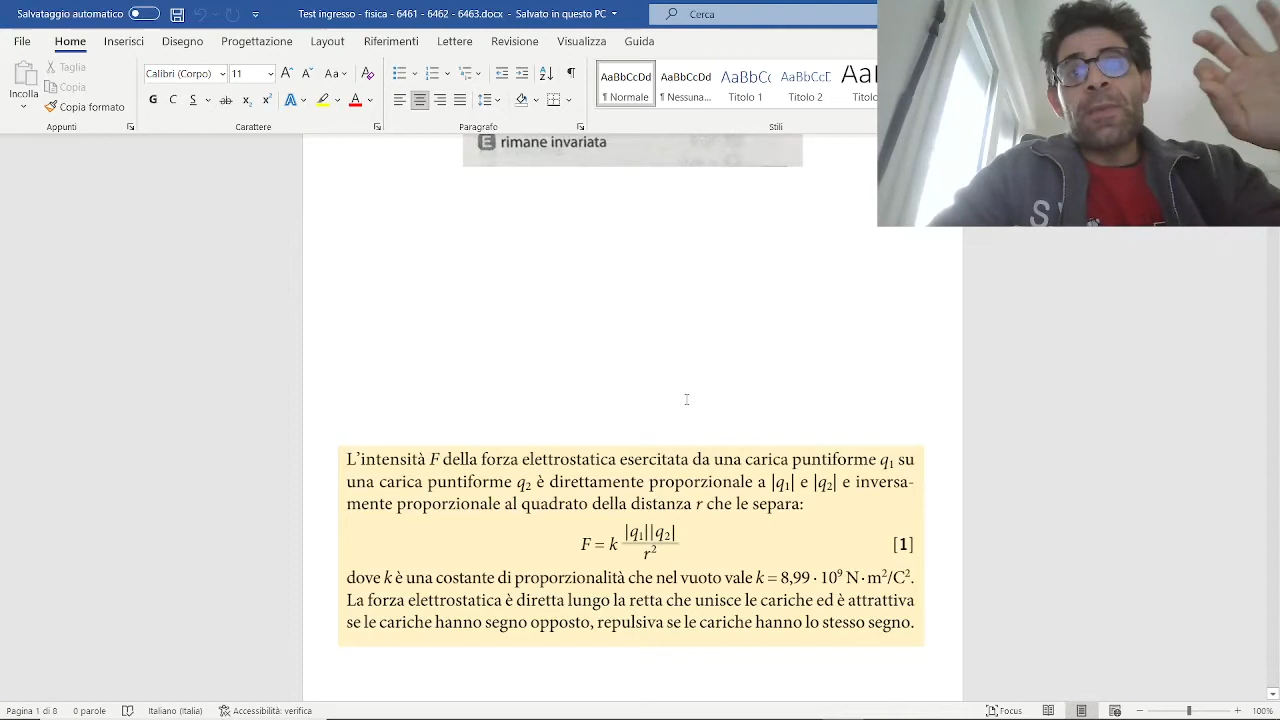 Salvataggio automatico
Test ingresso - fisica - 6461 - 6462 - 6463.docx - Salvato in questo PC
File Home Inserisci Disegno Progettazione Layout Riferimenti Lettere Revisione Visualizza Guida
Incolla
Taglia
Copia
Copia formato
Appunti
Calibri (Corpo) 11
G C S
Carattere
Paragrafo
AaBbCcDd AaBbCcDd AaBbCc AaBbCcD
¶ Normale ¶ Nessuna... Titolo 1 Titolo 2 Titolo
Stili
E rimane invariata
L'intensità F della forza elettrostatica esercitata da una carica puntiforme q₁ su
una carica puntiforme q₂ è direttamente proporzionale a |q₁| e |q₂| e inversa-
mente proporzionale al quadrato della distanza r che le separa:
F = k |q₁||q₂| / r² [1]
dove k è una costante di proporzionalità che nel vuoto vale k = 8,99 · 10⁹ N · m²/C².
La forza elettrostatica è diretta lungo la retta che unisce le cariche ed è attrattiva
se le cariche hanno segno opposto, repulsiva se le cariche hanno lo stesso segno.
Pagina 1 di 8 0 parole Italiano (Italia) Accessibilità: verifica Focus 100%